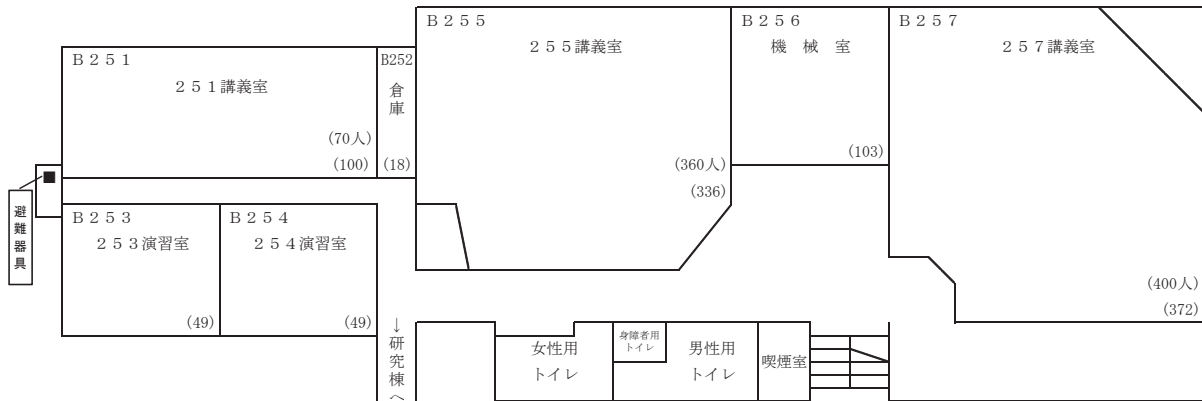 Ｂ２５１
２５１講義室
(70人)
(100)
B252
倉庫
(18)
Ｂ２５５
２５５講義室
(360人)
(336)
Ｂ２５６
機 械 室
(103)
Ｂ２５７
２５７講義室
(400人)
(372)
避難器具
Ｂ２５３
２５３演習室
(49)
Ｂ２５４
２５４演習室
(49)
↓研究棟へ
女性用
トイレ
身障者用
トイレ
男性用
トイレ
喫煙室